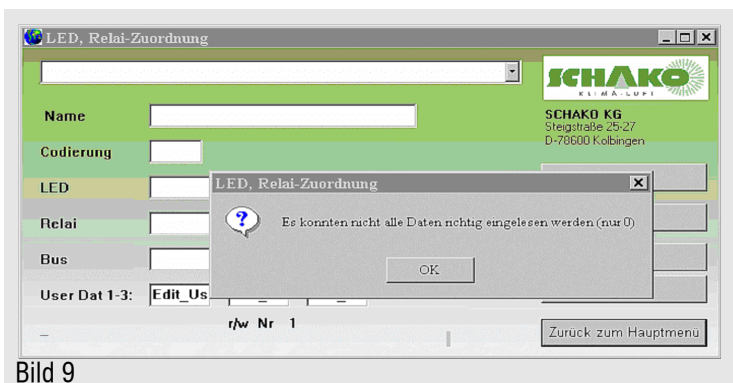 LED, Relai-Zuordnung
SCHAKO
KLIMA-LUFT
Name
SCHAKO KG
Steigstraße 25-27
D-78600 Kolbingen
Codierung
LED
LED, Relai-Zuordnung
Relai
Es konnten nicht alle Daten richtig eingelesen werden (nur 0)
Bus
OK
User Dat 1-3:
Edit_Us
r/w Nr 1
Zurück zum Hauptmenü
Bild 9